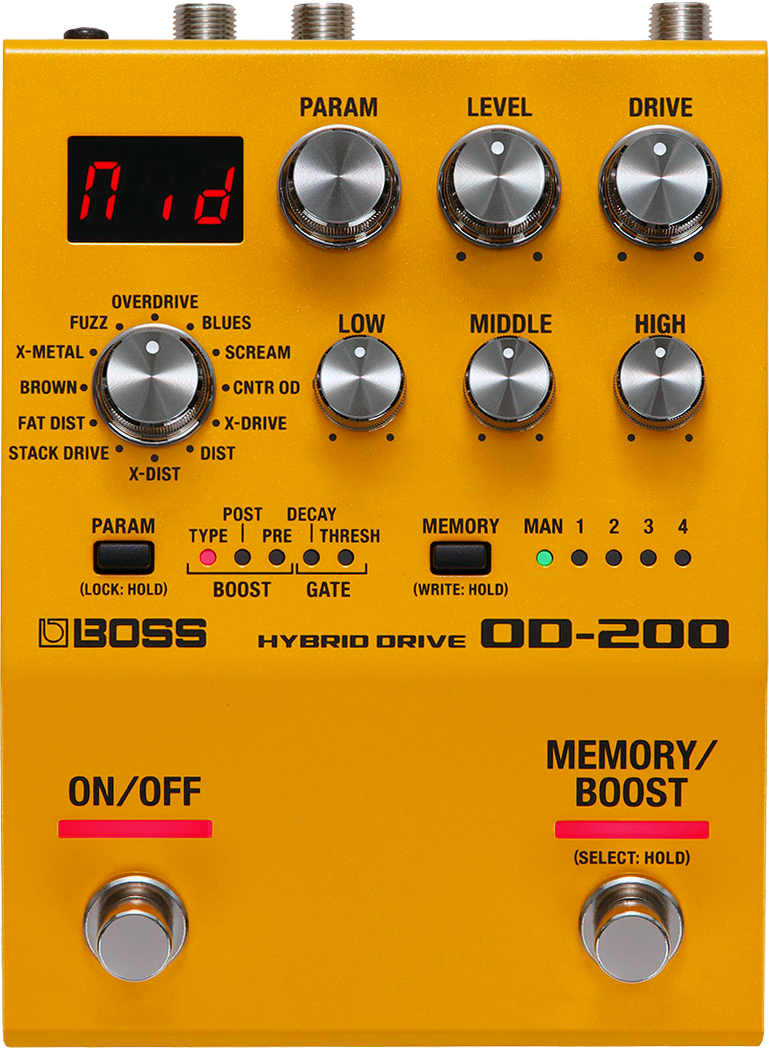 PARAM LEVEL DRIVE
Mid
OVERDRIVE
FUZZ BLUES
X-METAL SCREAM
BROWN CNTR OD
FAT DIST X-DRIVE
STACK DRIVE DIST
X-DIST
LOW MIDDLE HIGH
POST DECAY
PARAM TYPE PRE THRESH
(LOCK: HOLD) BOOST GATE
MEMORY MAN 1 2 3 4
(WRITE: HOLD)
BOSS HYBRID DRIVE OD-200
ON/OFF
MEMORY/
BOOST
(SELECT: HOLD)